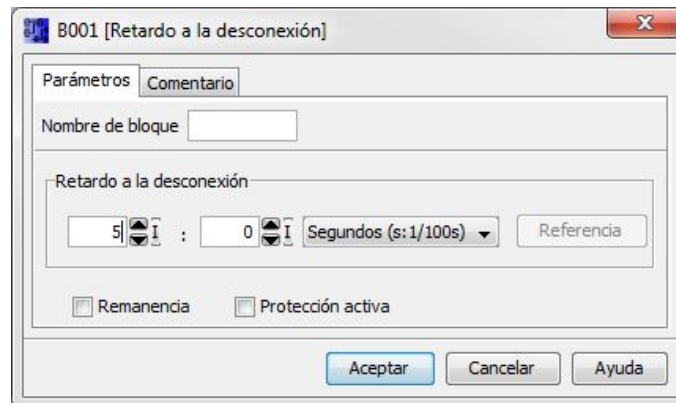 B001 [Retardo a la desconexión]
Parámetros Comentario
Nombre de bloque
Retardo a la desconexión
5 : 0 Segundos (s:1/100s) Referencia
Remanencia Protección activa
Aceptar Cancelar Ayuda